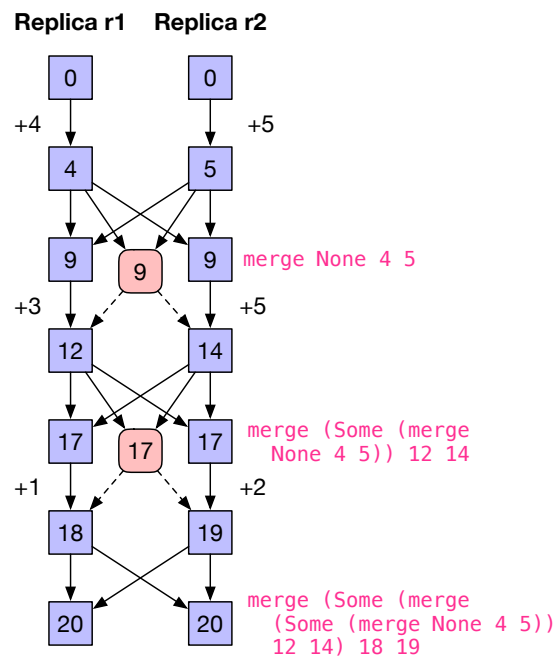 Replica r1 Replica r2
0 0
+4 +5
4 5
9 9 9 merge None 4 5
+3 +5
12 14
17 17 17 merge (Some (merge
None 4 5)) 12 14
+1 +2
18 19
20 20 merge (Some (merge
(Some (merge None 4 5))
12 14) 18 19